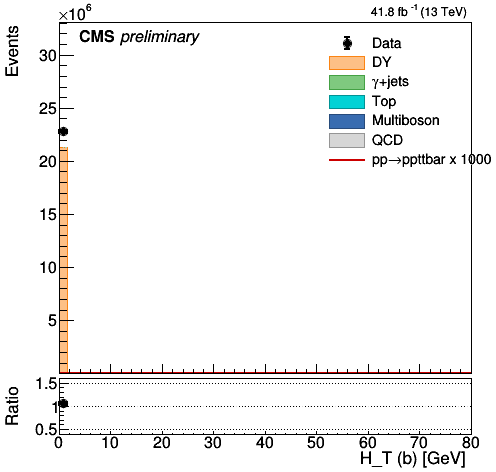 ×10⁶
41.8 fb⁻¹ (13 TeV)
Events
CMS preliminary
Data
DY
γ+jets
Top
Multiboson
QCD
pp→ppttbar x 1000
30
25
20
15
10
5
Ratio
1.5
1
0.5
0 10 20 30 40 50 60 70 80
H_T (b) [GeV]